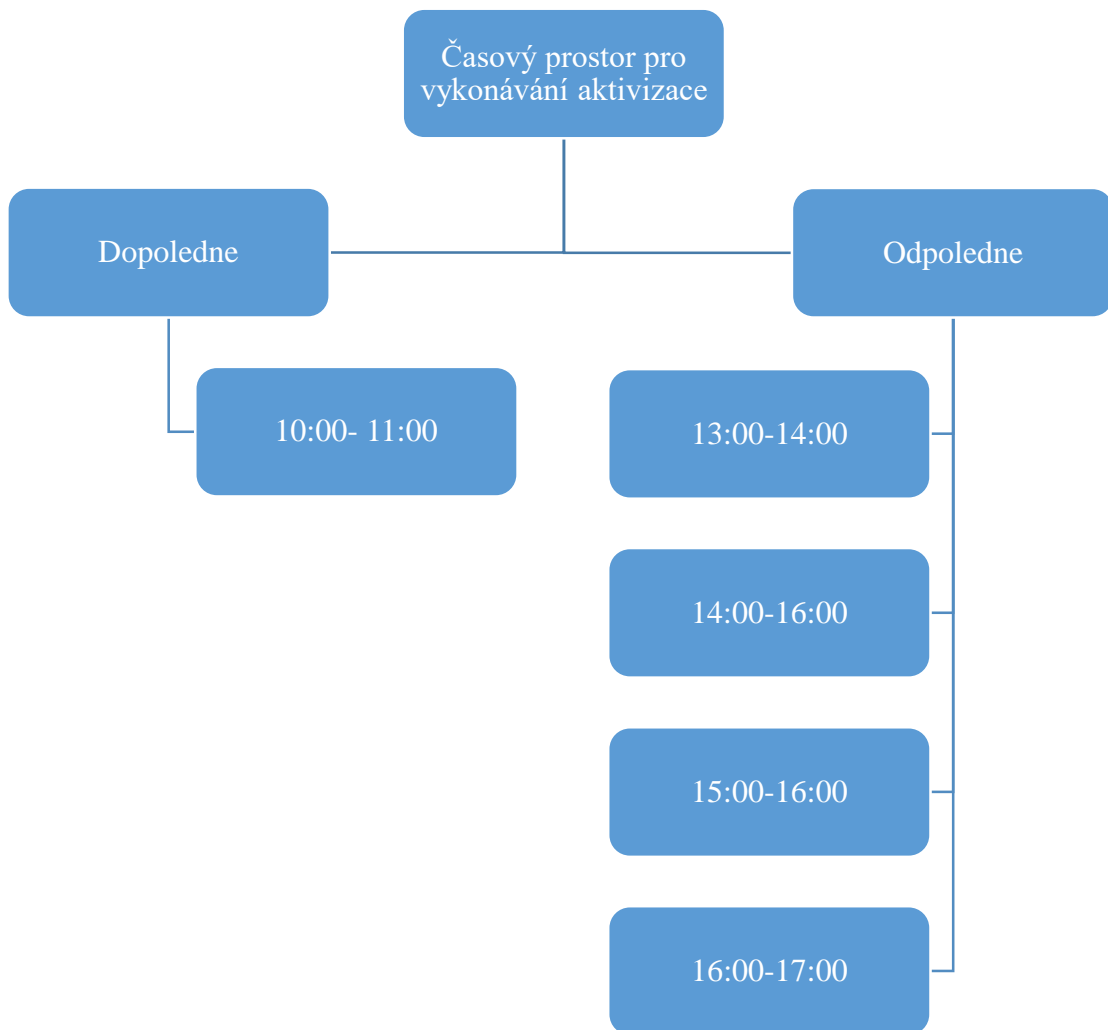 Časový prostor pro
vykonávání aktivizace
Dopoledne
Odpoledne
10:00- 11:00
13:00-14:00
14:00-16:00
15:00-16:00
16:00-17:00